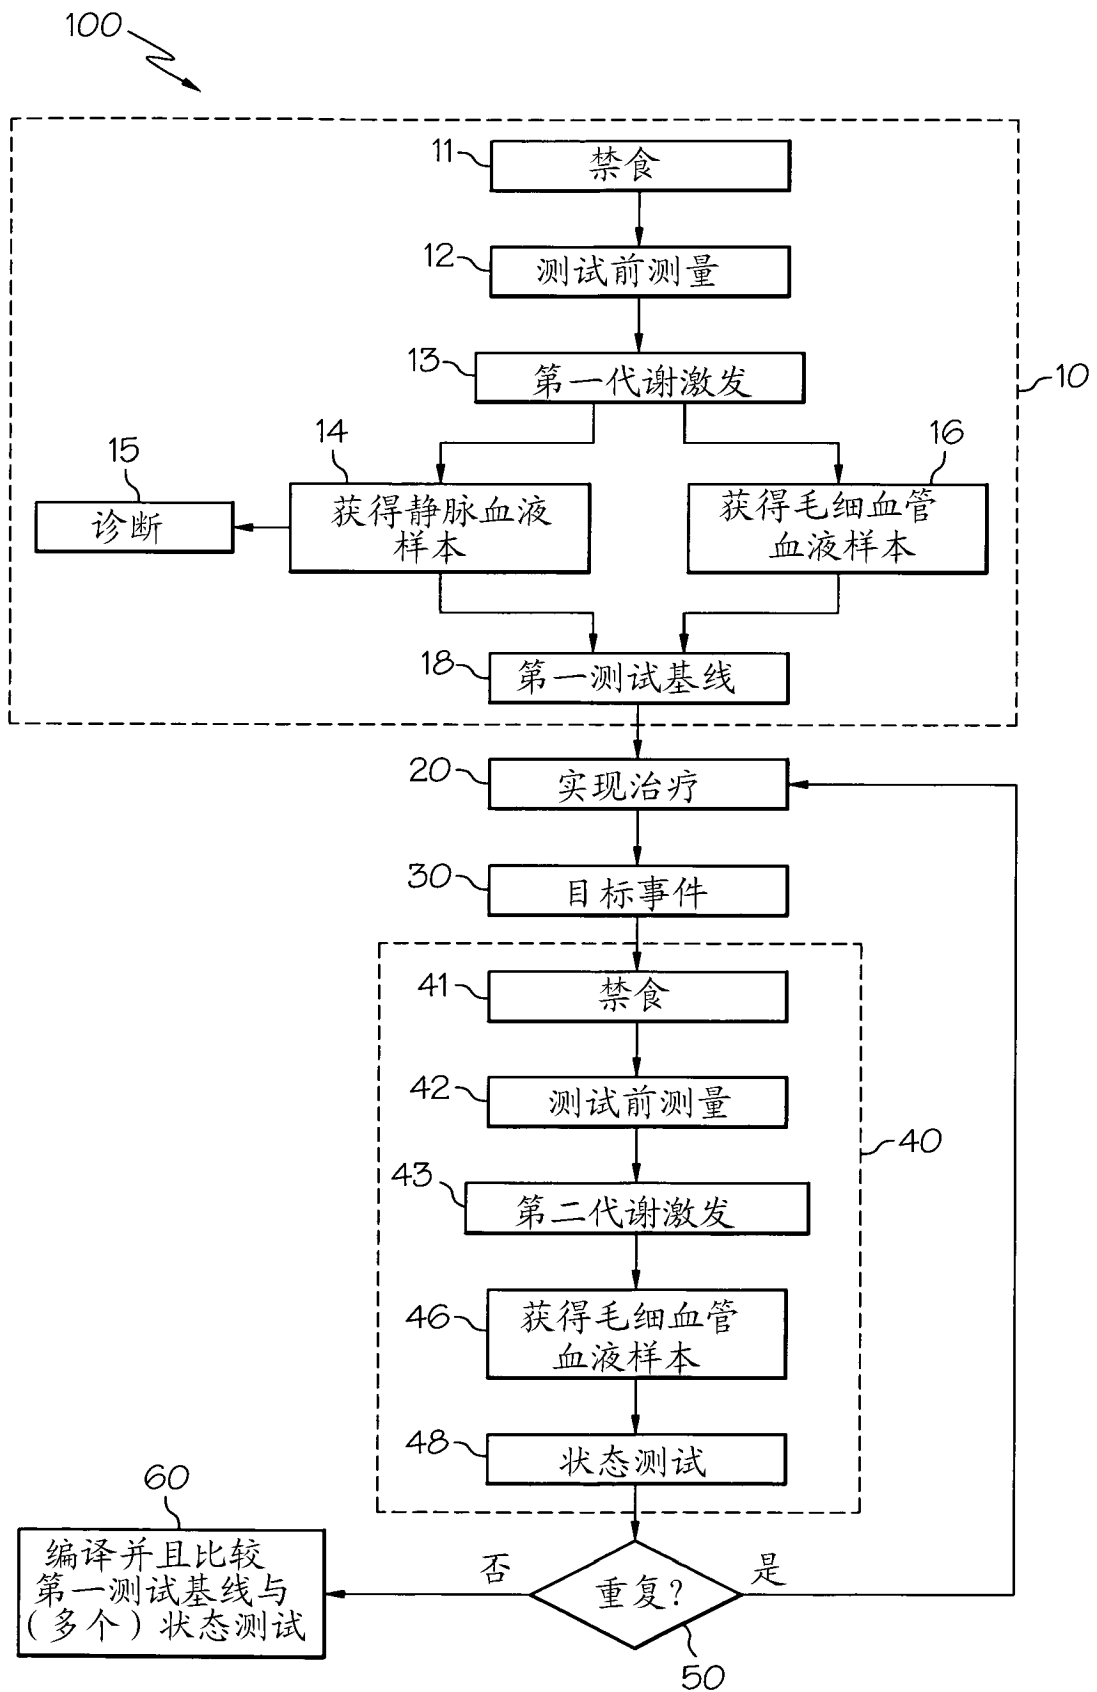 100
11
禁食
12
测试前测量
13
第一代谢激发
10
15
诊断
14
获得静脉血液
样本
16
获得毛细血管
血液样本
18
第一测试基线
20
实现治疗
30
目标事件
41
禁食
42
测试前测量
40
43
第二代谢激发
46
获得毛细血管
血液样本
48
状态测试
60
编译并且比较
第一测试基线与
(多个)状态测试
否
重复?
是
50